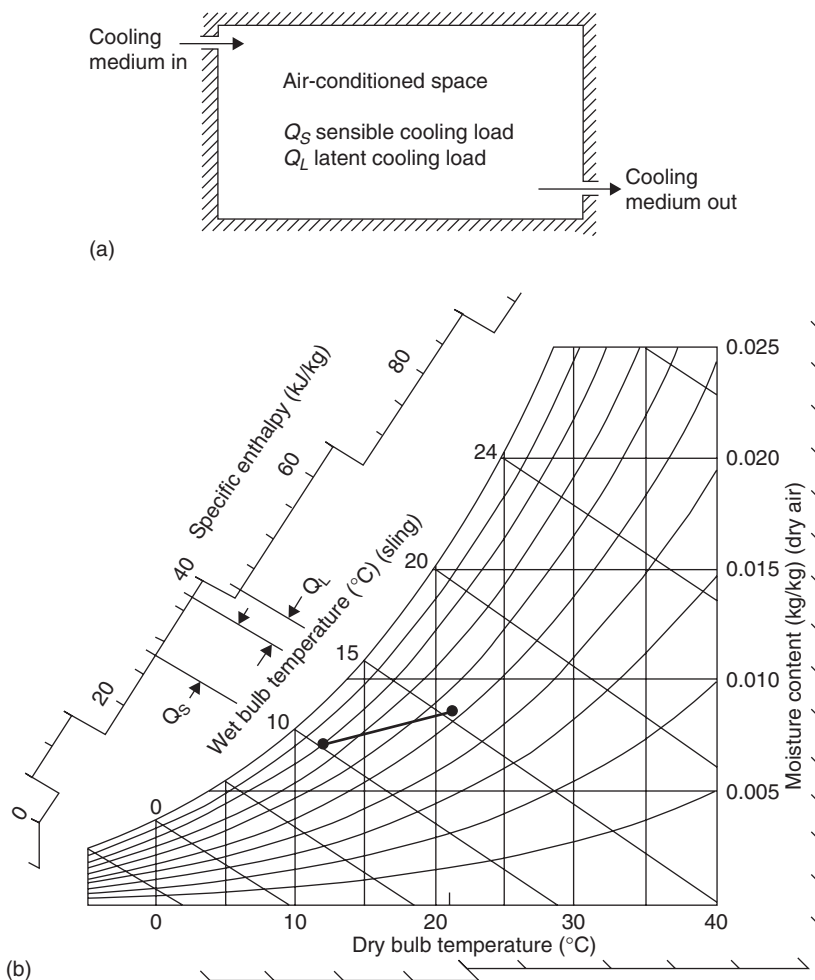 Cooling
medium in
Air-conditioned space
Q_S sensible cooling load
Q_L latent cooling load
Cooling
medium out
(a)
Specific enthalpy (kJ/kg)
0
20
40
60
80
Q_S
Q_L
Wet bulb temperature (°C) (sling)
0
10
15
20
24
0.025
0.020
0.015
0.010
0.005
Moisture content (kg/kg) (dry air)
0
10
20
30
40
Dry bulb temperature (°C)
(b)